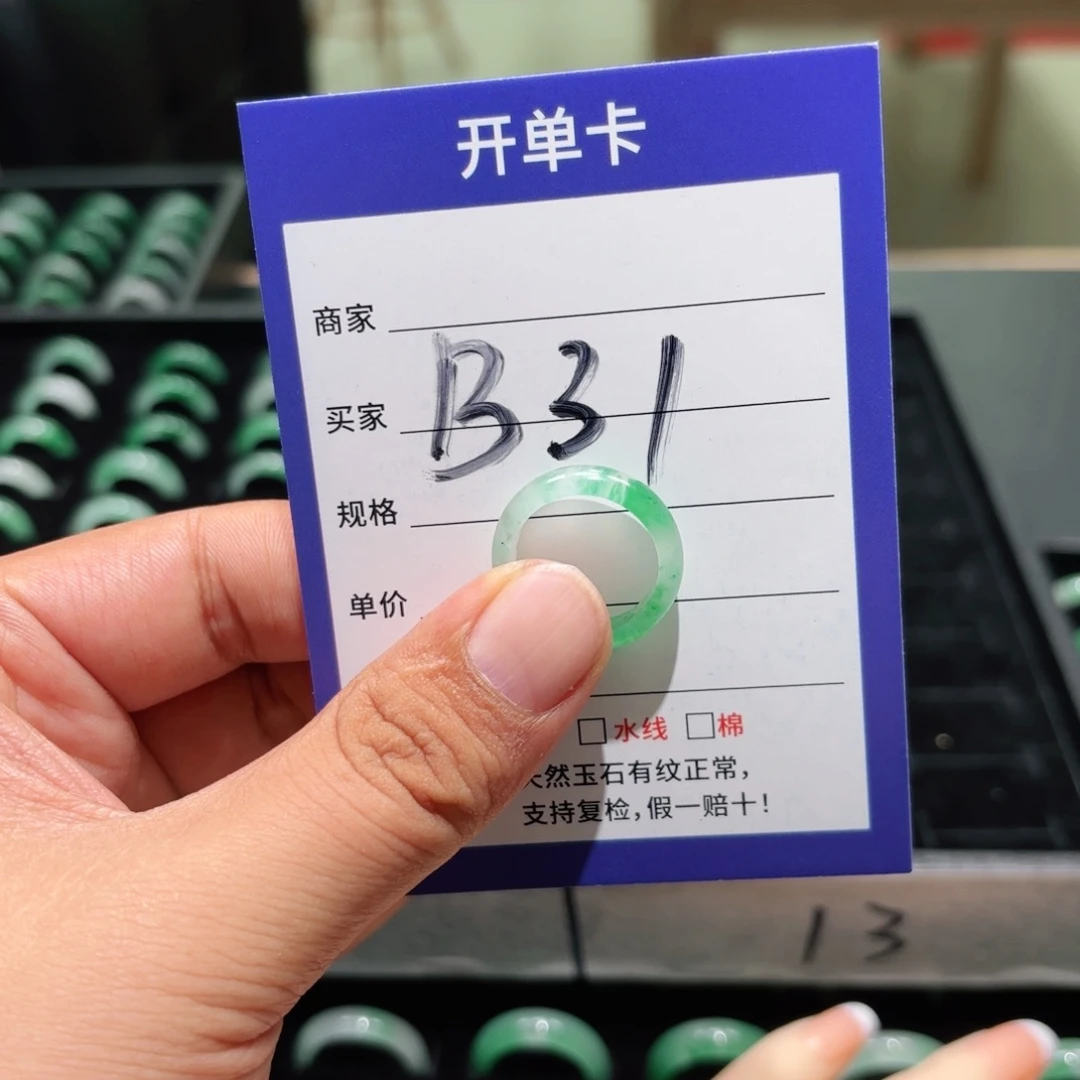 开单卡
商家
买家 B31
规格
单价
□水线 □棉
天然玉石有纹正常，
支持复检，假一赔十！
13